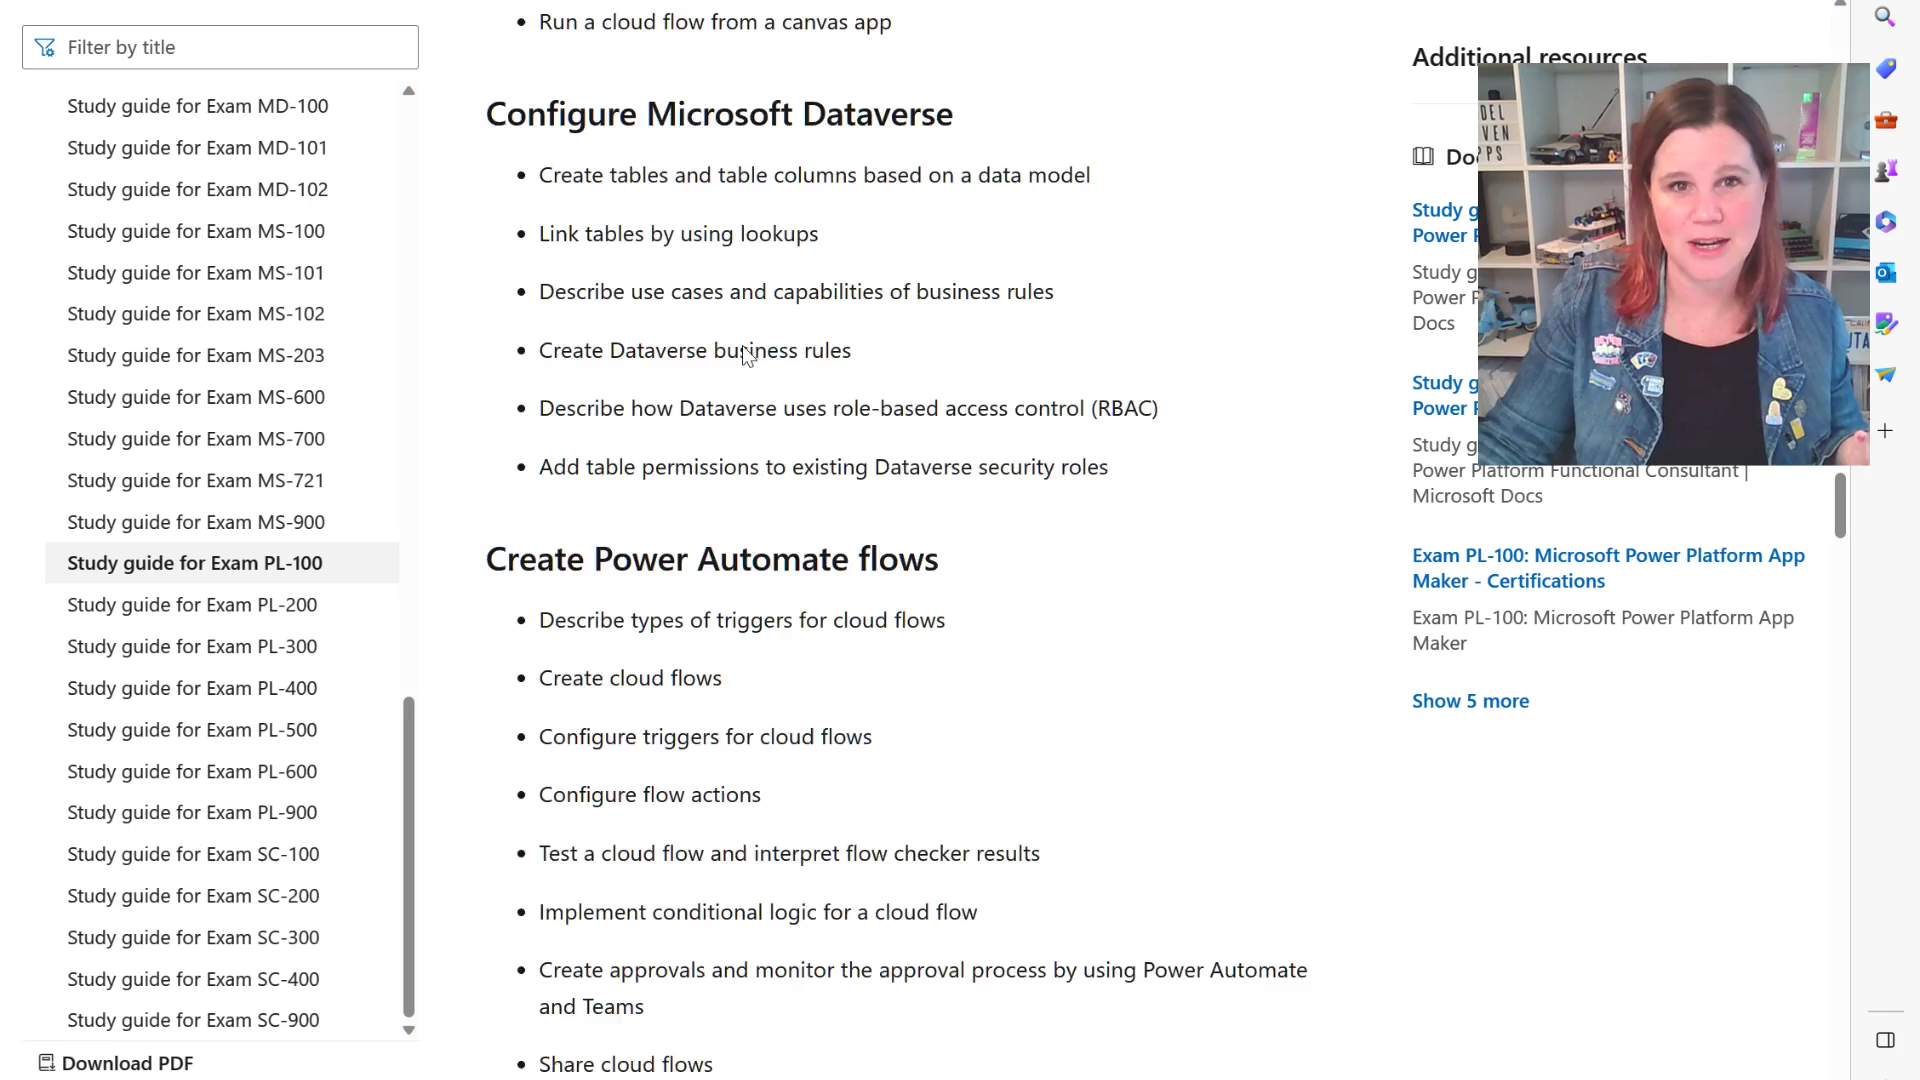 Filter by title
Study guide for Exam MD-100
Study guide for Exam MD-101
Study guide for Exam MD-102
Study guide for Exam MS-100
Study guide for Exam MS-101
Study guide for Exam MS-102
Study guide for Exam MS-203
Study guide for Exam MS-600
Study guide for Exam MS-700
Study guide for Exam MS-721
Study guide for Exam MS-900
Study guide for Exam PL-100
Study guide for Exam PL-200
Study guide for Exam PL-300
Study guide for Exam PL-400
Study guide for Exam PL-500
Study guide for Exam PL-600
Study guide for Exam PL-900
Study guide for Exam SC-100
Study guide for Exam SC-200
Study guide for Exam SC-300
Study guide for Exam SC-400
Study guide for Exam SC-900
Download PDF
• Run a cloud flow from a canvas app
Configure Microsoft Dataverse
• Create tables and table columns based on a data model
• Link tables by using lookups
• Describe use cases and capabilities of business rules
• Create Dataverse business rules
• Describe how Dataverse uses role-based access control (RBAC)
• Add table permissions to existing Dataverse security roles
Create Power Automate flows
• Describe types of triggers for cloud flows
• Create cloud flows
• Configure triggers for cloud flows
• Configure flow actions
• Test a cloud flow and interpret flow checker results
• Implement conditional logic for a cloud flow
• Create approvals and monitor the approval process by using Power Automate
and Teams
• Share cloud flows
Additional resources
Study
Power
Study
Power
Docs
Study
Power
Study
Power Platform Functional Consultant |
Microsoft Docs
Exam PL-100: Microsoft Power Platform App
Maker - Certifications
Exam PL-100: Microsoft Power Platform App
Maker
Show 5 more